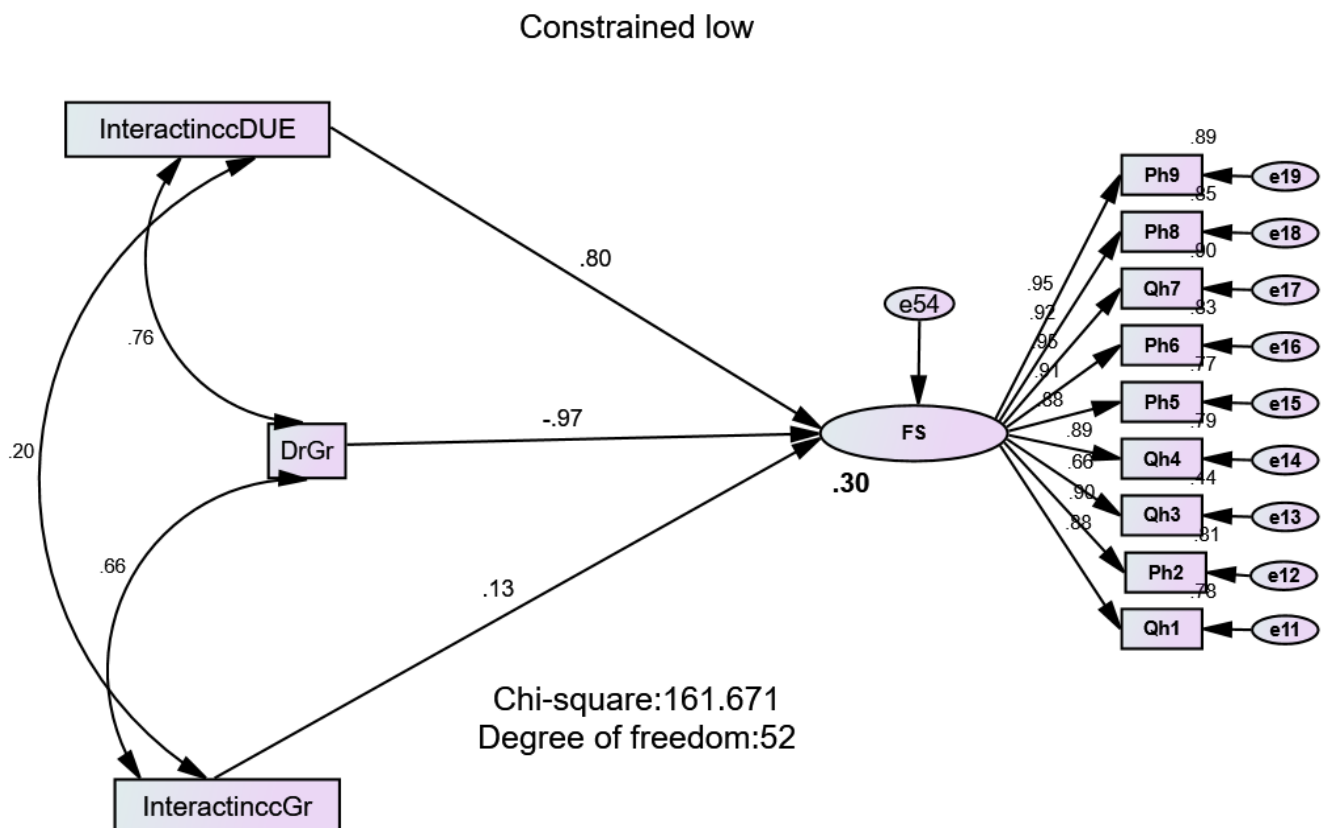 Constrained low
InteractinccDUE
.89
Ph9
e19
.85
Ph8
e18
.90
Qh7
e17
.83
Ph6
e16
.77
Ph5
e15
.79
Qh4
e14
.44
Qh3
e13
.81
Ph2
e12
.78
Qh1
e11
.80
.95
.92
.95
.91
.88
.89
.66
.90
.88
e54
.76
-.97
FS
.30
.20
DrGr
.66
.13
Chi-square:161.671
Degree of freedom:52
InteractinccGr